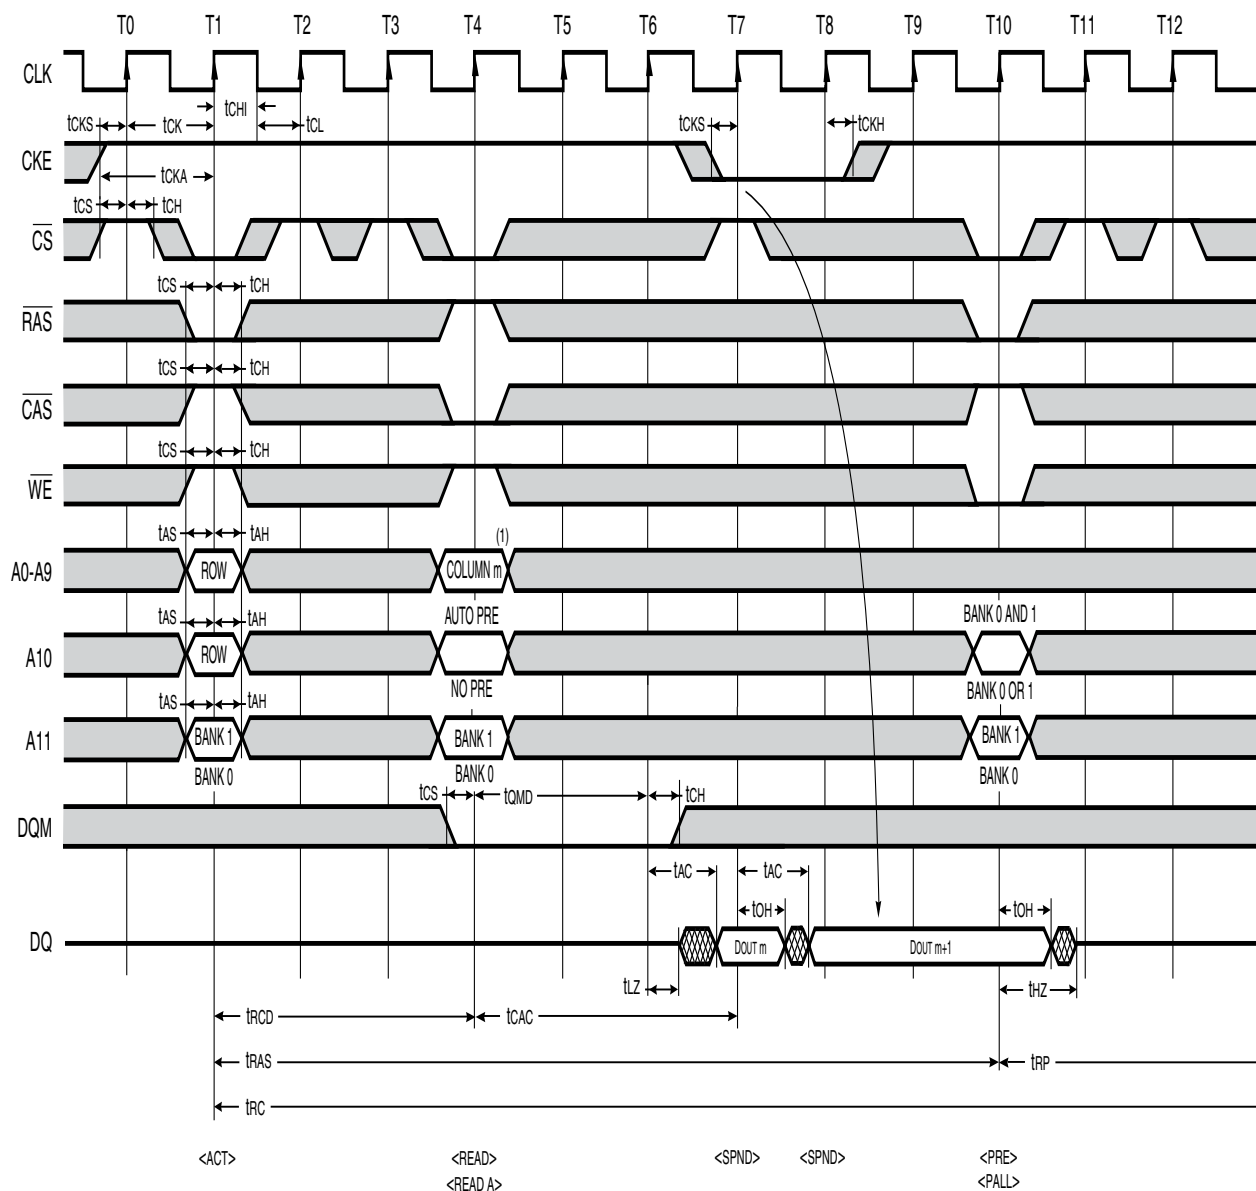 T0 T1 T2 T3 T4 T5 T6 T7 T8 T9 T10 T11 T12
CLK
tCHI
tCKS tCK tCL tCKS tCKH
CKE
tCKA
tCS tCH
CS
tCS tCH
RAS
tCS tCH
CAS
tCS tCH
WE
tAS tAH (1)
A0-A9 ROW COLUMN m
tAS tAH AUTO PRE BANK 0 AND 1
A10 ROW
NO PRE BANK 0 OR 1
tAS tAH
A11 BANK 1 BANK 1 BANK 1
BANK 0 BANK 0 BANK 0
tCS tQMD tCH
DQM
tAC tAC
tOH tOH
DQ DOUT m DOUT m+1
tLZ tHZ
tRCD tCAC
tRAS tRP
tRC
<ACT> <READ> <SPND> <SPND> <PRE>
<READ A> <PALL>